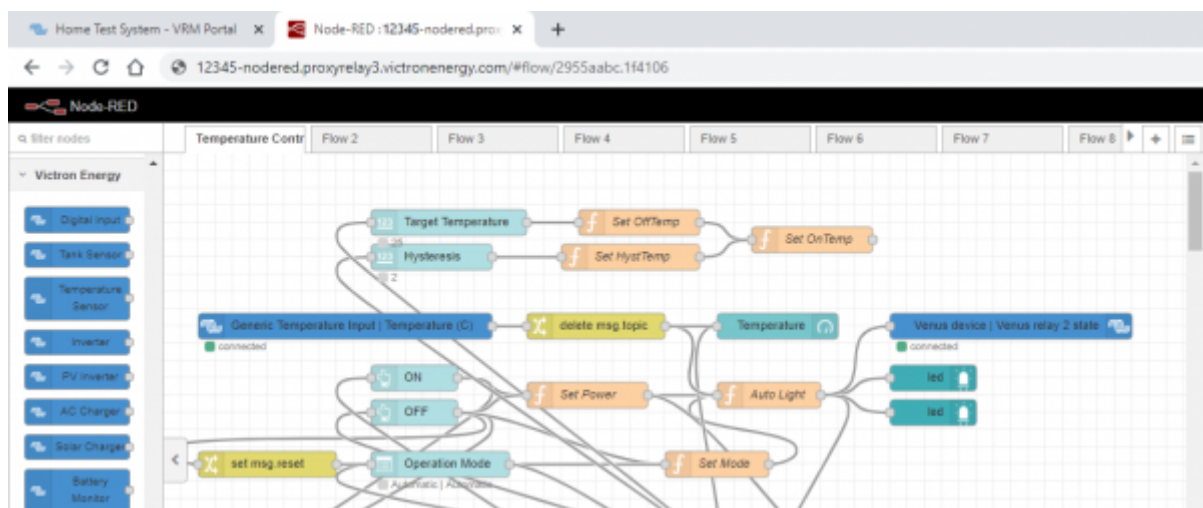 Home Test System - VRM Portal
Node-RED : 12345-nodered.prox
12345-nodered.proxyrelay3.victronenergy.com/#flow/2955aabc.1f4106
Node-RED
filter nodes
Temperature Contr
Flow 2
Flow 3
Flow 4
Flow 5
Flow 6
Flow 7
Flow 8
Victron Energy
Digital Input
Tank Sensor
Temperature
Sensor
Inverter
PV Inverter
AC Charger
Solar Charger
Battery
Monitor
123 Target Temperature
25
Set OffTemp
123 Hysteresis
2
Set HystTemp
Set OnTemp
Generic Temperature Input | Temperature (C)
connected
delete msg.topic
Temperature
Venus device | Venus relay 2 state
connected
ON
OFF
Set Power
Auto Light
led
led
set msg.reset
Operation Mode
Automatic | Automatic
Set Mode